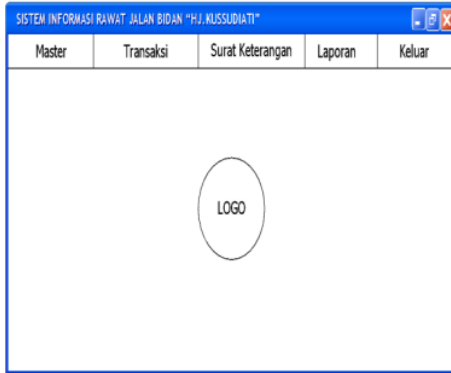 SISTEM INFORMASI RAWAT JALAN BIDAN "HJ. KUSSUDIATI"
Master Transaksi Surat Keterangan Laporan Keluar
LOGO